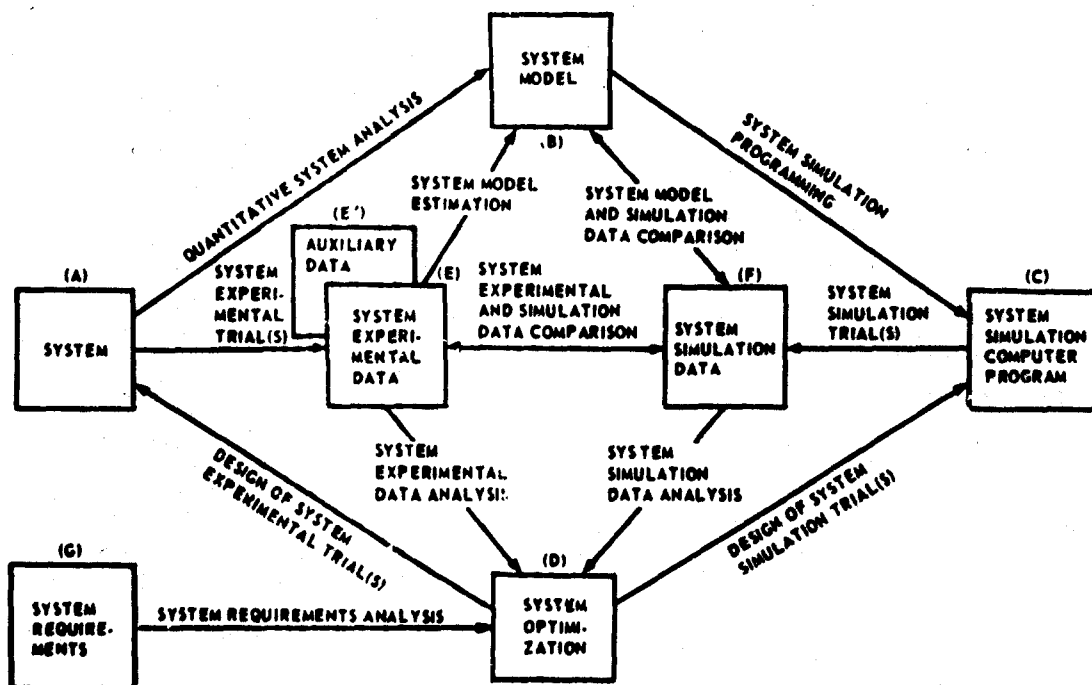 SYSTEM
MODEL
(B)
QUANTITATIVE SYSTEM ANALYSIS
SYSTEM SIMULATION
PROGRAMMING
SYSTEM MODEL
ESTIMATION
SYSTEM MODEL
AND SIMULATION
DATA COMPARISON
(E')
AUXILIARY
DATA
(A)
SYSTEM
SYSTEM
EXPERI-
MENTAL
TRIAL(S)
(E)
SYSTEM
EXPERI-
MENTAL
DATA
SYSTEM
EXPERIMENTAL
AND SIMULATION
DATA COMPARISON
(F)
SYSTEM
SIMULATION
DATA
SYSTEM
SIMULATION
TRIAL(S)
(C)
SYSTEM
SIMULATION
COMPUTER
PROGRAM
SYSTEM
EXPERIMENTAL
DATA ANALYSIS
SYSTEM
SIMULATION
DATA ANALYSIS
DESIGN OF SYSTEM
EXPERIMENTAL TRIAL(S)
DESIGN OF SYSTEM
SIMULATION TRIAL(S)
(G)
SYSTEM
REQUIRE-
MENTS
SYSTEM REQUIREMENTS ANALYSIS
(D)
SYSTEM
OPTIMI-
ZATION